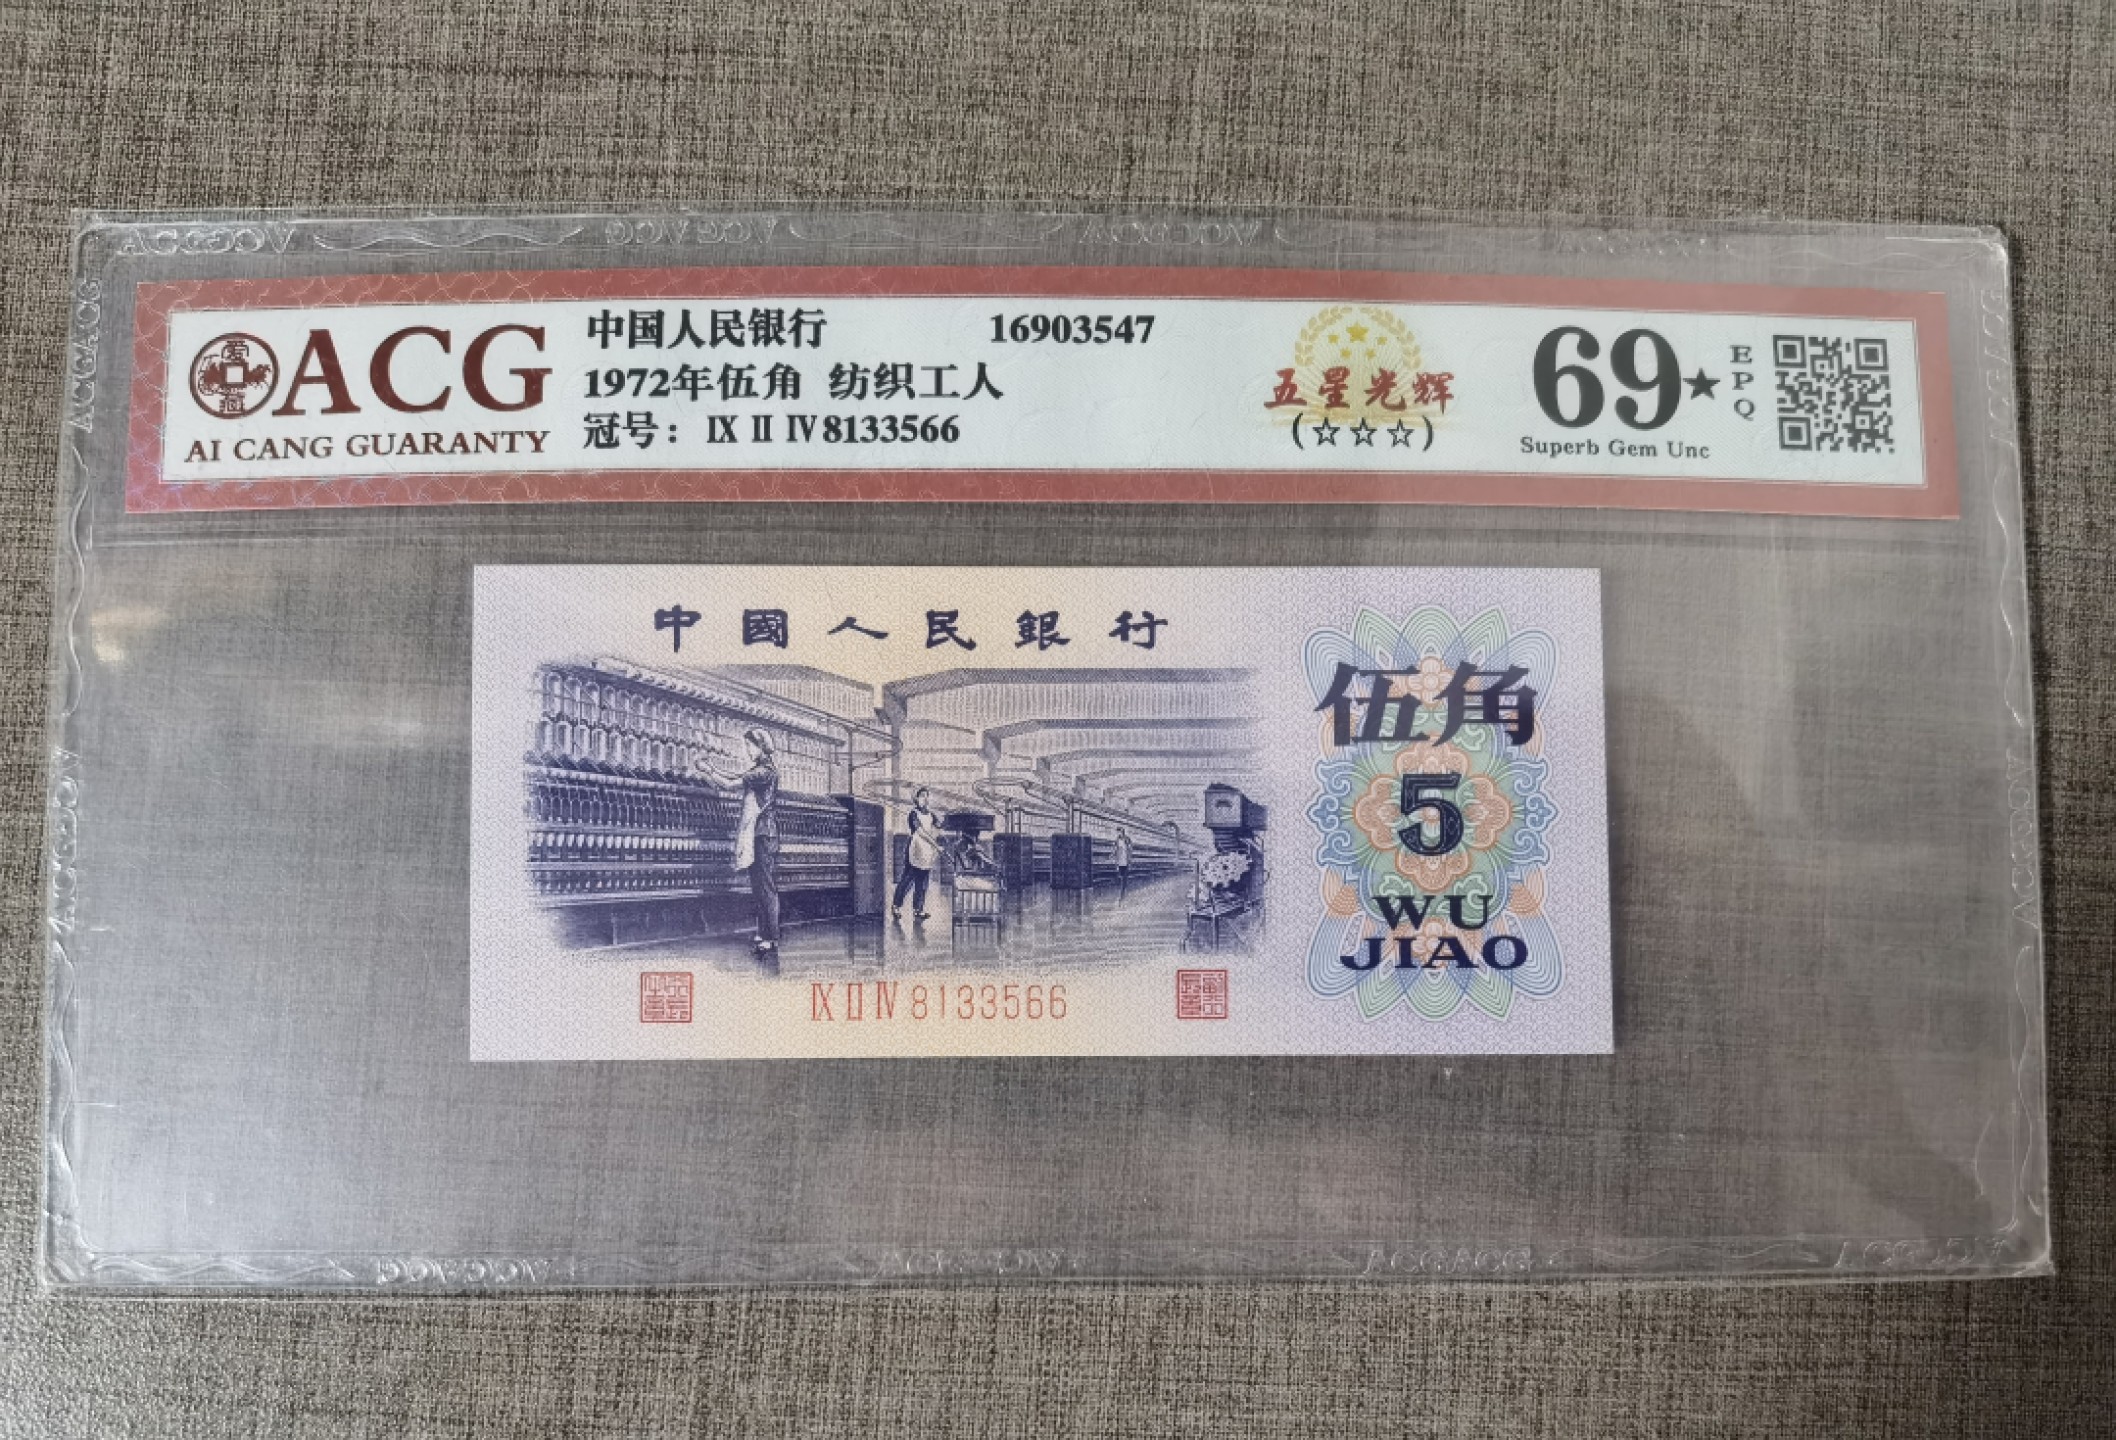 ACG
AI CANG GUARANTY
中国人民银行 16903547
1972年伍角 纺织工人
冠号：Ⅸ Ⅱ Ⅳ 8133566
五星光辉
(☆☆☆)
69★
EPQ
Superb Gem Unc
中國人民銀行
伍角
5
WU
JIAO
Ⅸ Ⅱ Ⅳ 8133566